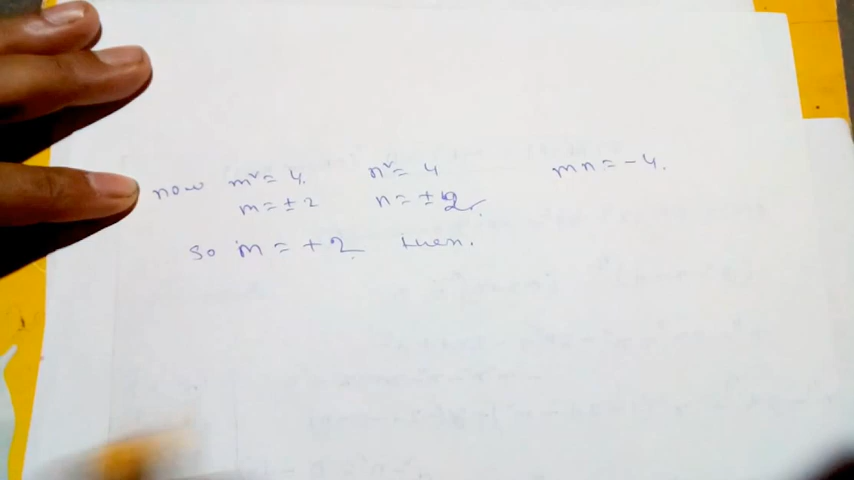 now m² = 4. n² = 4 mn = -4.
m = ±2 n = ±2.
so m = +2. then.